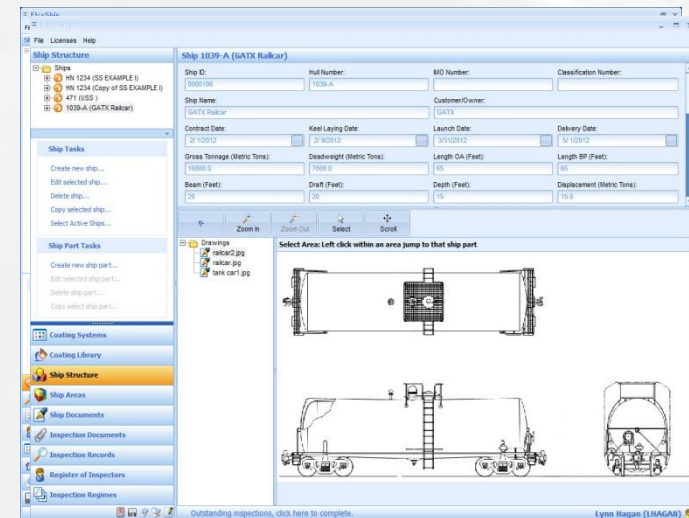 ElcoShip
File Licenses Help
Ship Structure
Ship 1039-A (GATX Railcar)
Ships
HN 1234 (SS EXAMPLE I)
HN 1234 (Copy of SS EXAMPLE I)
471 (USS )
1039-A (GATX Railcar)
Ship ID:
Hull Number:
IMO Number:
Classification Number:
0000106
1039-A
Ship Name:
Customer/Owner:
GATX Railcar
GATX
Contract Date:
Keel Laying Date:
Launch Date:
Delivery Date:
2/ 1/2012
2/ 9/2012
3/31/2012
5/ 1/2012
Gross Tonnage (Metric Tons):
Deadweight (Metric Tons):
Length OA (Feet):
Length BP (Feet):
16000.0
7000.0
65
65
Beam (Feet):
Draft (Feet):
Depth (Feet):
Displacement (Metric Tons):
20
20
15
15.0
Ship Tasks
Create new ship...
Edit selected ship...
Delete ship...
Copy selected ship...
Select Active Ships...
Ship Part Tasks
Create new ship part...
Edit selected ship part...
Delete ship part...
Copy select ship part...
Zoom In
Zoom Out
Select
Scroll
Drawings
railcar2.jpg
railcar.jpg
tank car1.jpg
Select Area: Left click within an area jump to that ship part
Coating Systems
Coating Library
Ship Structure
Ship Areas
Ship Documents
Inspection Documents
Inspection Records
Register of Inspectors
Inspection Regimes
Outstanding inspections, click here to complete.
Lynn Hagan (LHAGAN)